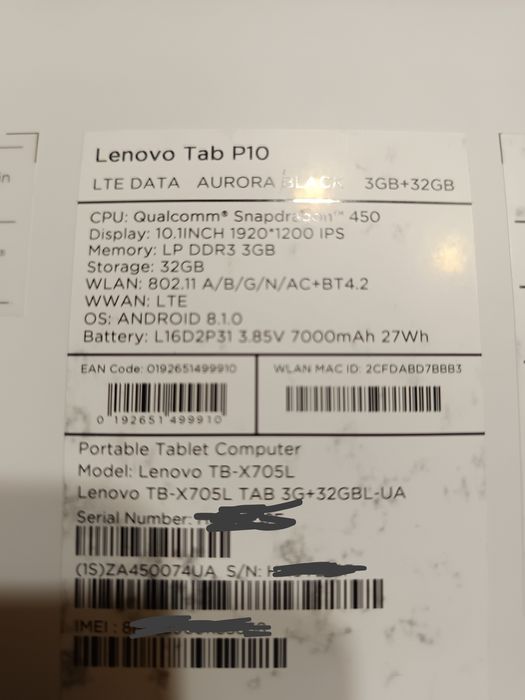 Lenovo Tab P10
LTE DATA AURORA BLACK 3GB+32GB
CPU: Qualcomm® Snapdragon™ 450
Display: 10.1INCH 1920*1200 IPS
Memory: LP DDR3 3GB
Storage: 32GB
WLAN: 802.11 A/B/G/N/AC+BT4.2
WWAN: LTE
OS: ANDROID 8.1.0
Battery: L16D2P31 3.85V 7000mAh 27Wh
EAN Code: 0192651499910
WLAN MAC ID: 2CFDABD7BBB3
0 192651 499910
Portable Tablet Computer
Model: Lenovo TB-X705L
Lenovo TB-X705L TAB 3G+32GBL-UA
Serial Number:
(1S)ZA450074UA S/N:
IMEI :
in